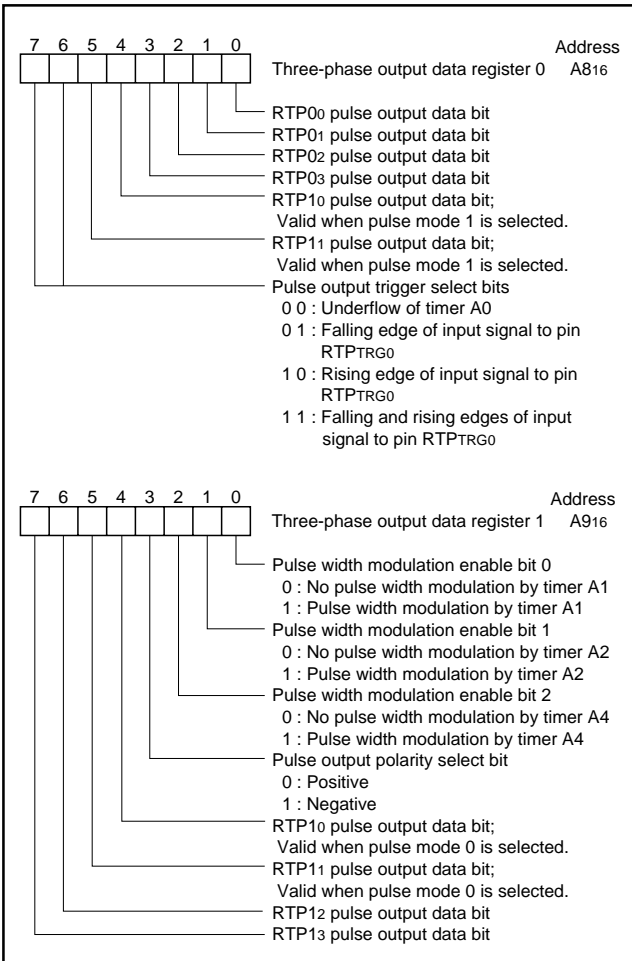 7 6 5 4 3 2 1 0 Address
Three-phase output data register 0 A816
RTP00 pulse output data bit
RTP01 pulse output data bit
RTP02 pulse output data bit
RTP03 pulse output data bit
RTP10 pulse output data bit;
Valid when pulse mode 1 is selected.
RTP11 pulse output data bit;
Valid when pulse mode 1 is selected.
Pulse output trigger select bits
0 0 : Underflow of timer A0
0 1 : Falling edge of input signal to pin
RTPTRG0
1 0 : Rising edge of input signal to pin
RTPTRG0
1 1 : Falling and rising edges of input
signal to pin RTPTRG0
7 6 5 4 3 2 1 0 Address
Three-phase output data register 1 A916
Pulse width modulation enable bit 0
0 : No pulse width modulation by timer A1
1 : Pulse width modulation by timer A1
Pulse width modulation enable bit 1
0 : No pulse width modulation by timer A2
1 : Pulse width modulation by timer A2
Pulse width modulation enable bit 2
0 : No pulse width modulation by timer A4
1 : Pulse width modulation by timer A4
Pulse output polarity select bit
0 : Positive
1 : Negative
RTP10 pulse output data bit;
Valid when pulse mode 0 is selected.
RTP11 pulse output data bit;
Valid when pulse mode 0 is selected.
RTP12 pulse output data bit
RTP13 pulse output data bit